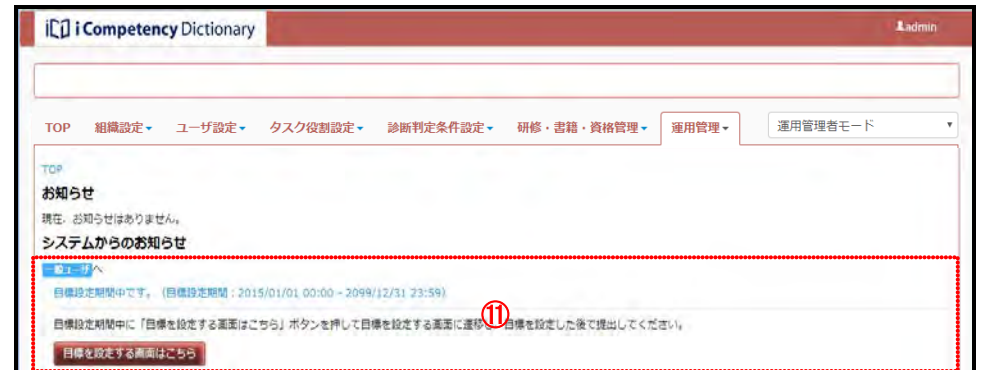 i Competency Dictionary admin
TOP 組織設定 ユーザ設定 タスク役割設定 診断判定条件設定 研修・書籍・資格管理 運用管理 運用管理者モード
TOP
お知らせ
現在、お知らせはありません。
システムからのお知らせ
一般ユーザへ
目標設定期間中です。(目標設定期間:2015/01/01 00:00 ~ 2099/12/31 23:59)
⑪
目標設定期間中に「目標を設定する画面はこちら」ボタンを押して目標を設定する画面に遷移し 目標を設定した後で提出してください。
目標を設定する画面はこちら